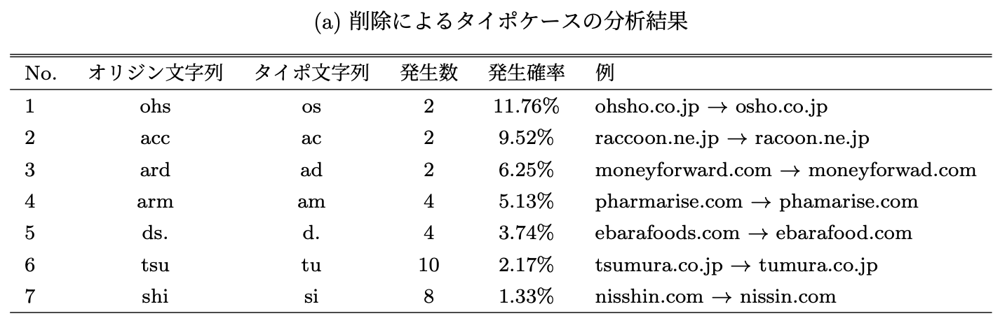 (a) 削除によるタイポケースの分析結果
No. オリジン文字列 タイポ文字列 発生数 発生確率 例
1 ohs os 2 11.76% ohsho.co.jp → osho.co.jp
2 acc ac 2 9.52% raccoon.ne.jp → racoon.ne.jp
3 ard ad 2 6.25% moneyforward.com → moneyforwad.com
4 arm am 4 5.13% pharmarise.com → phamarise.com
5 ds. d. 4 3.74% ebarafoods.com → ebarafood.com
6 tsu tu 10 2.17% tsumura.co.jp → tumura.co.jp
7 shi si 8 1.33% nisshin.com → nissin.com